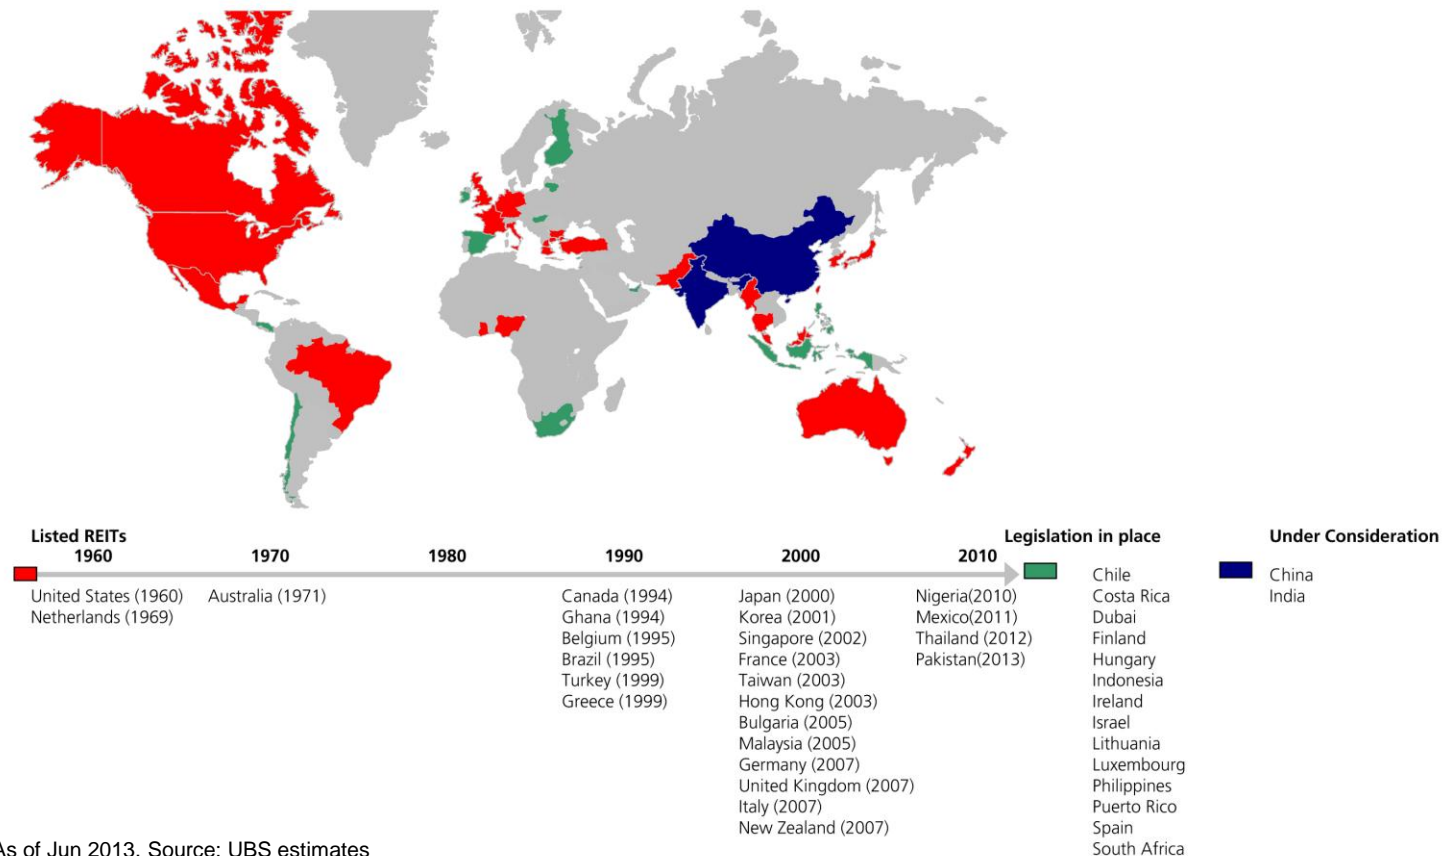 Listed REITs
1960 1970 1980 1990 2000 2010
United States (1960)
Netherlands (1969)
Australia (1971)
Canada (1994)
Ghana (1994)
Belgium (1995)
Brazil (1995)
Turkey (1999)
Greece (1999)
Japan (2000)
Korea (2001)
Singapore (2002)
France (2003)
Taiwan (2003)
Hong Kong (2003)
Bulgaria (2005)
Malaysia (2005)
Germany (2007)
United Kingdom (2007)
Italy (2007)
New Zealand (2007)
Nigeria(2010)
Mexico(2011)
Thailand (2012)
Pakistan(2013)
Legislation in place
Chile
Costa Rica
Dubai
Finland
Hungary
Indonesia
Ireland
Israel
Lithuania
Luxembourg
Philippines
Puerto Rico
Spain
South Africa
Under Consideration
China
India
As of Jun 2013. Source: UBS estimates